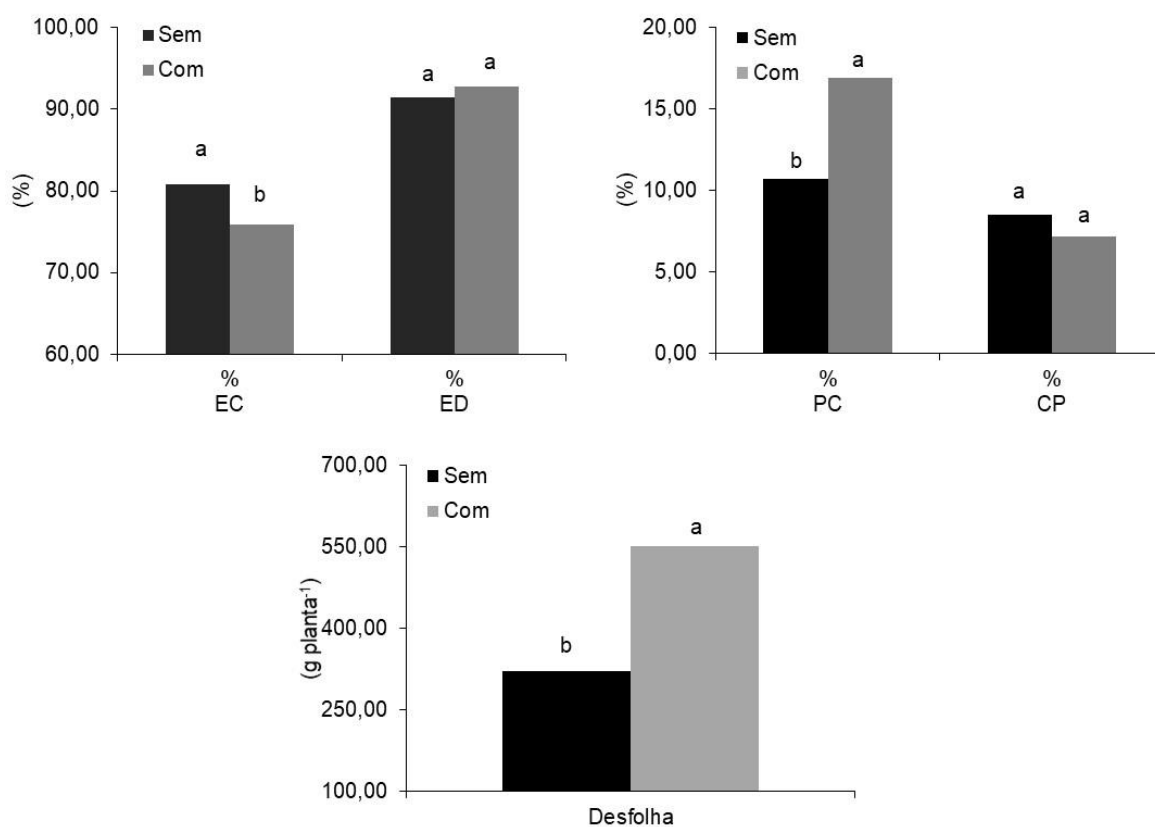 100,00
90,00
80,00
70,00
60,00
(%)
Sem
Com
a
b
a
a
%
EC
%
ED
20,00
15,00
10,00
5,00
0,00
(%)
Sem
Com
b
a
a
a
%
PC
%
CP
700,00
550,00
400,00
250,00
100,00
(g planta⁻¹)
Sem
Com
b
a
Desfolha